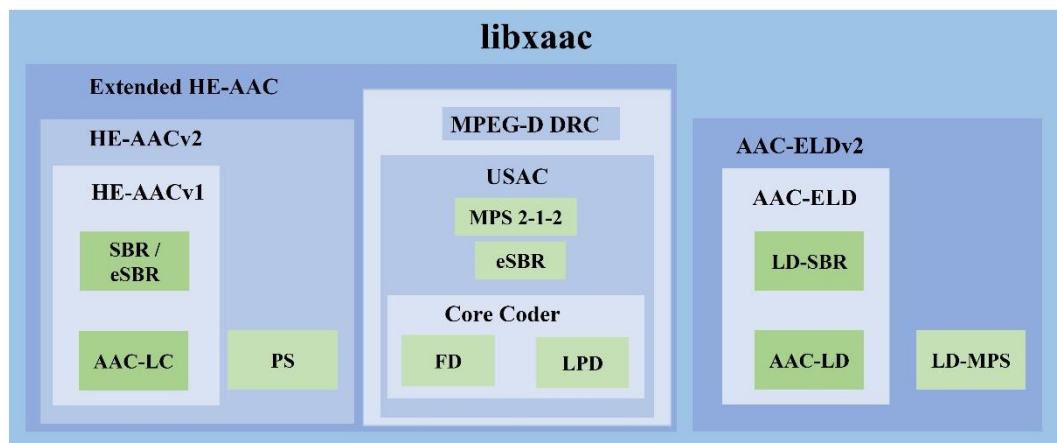 libxaac
Extended HE-AAC
HE-AACv2
HE-AACv1
SBR /
eSBR
AAC-LC
PS
MPEG-D DRC
USAC
MPS 2-1-2
eSBR
Core Coder
FD
LPD
AAC-ELDv2
AAC-ELD
LD-SBR
AAC-LD
LD-MPS